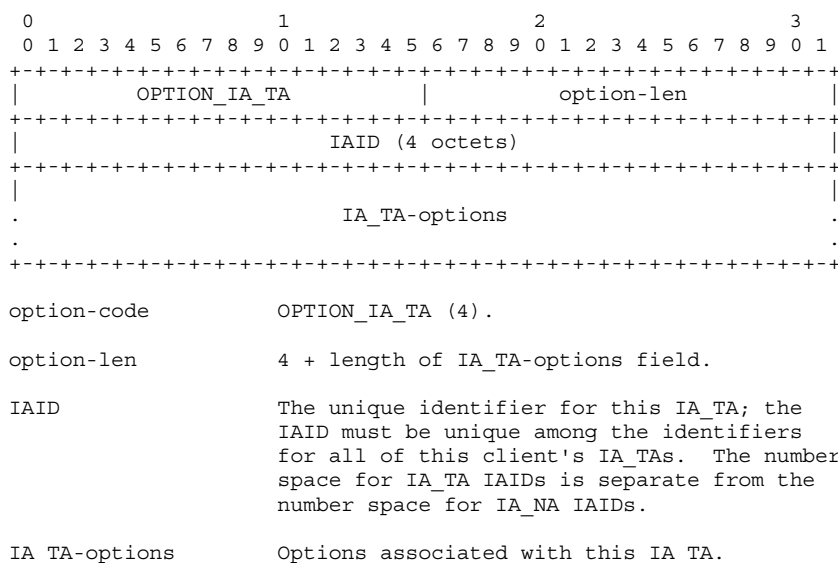 0                   1                   2                   3
 0 1 2 3 4 5 6 7 8 9 0 1 2 3 4 5 6 7 8 9 0 1 2 3 4 5 6 7 8 9 0 1
+-+-+-+-+-+-+-+-+-+-+-+-+-+-+-+-+-+-+-+-+-+-+-+-+-+-+-+-+-+-+-+-+
|         OPTION_IA_TA          |          option-len           |
+-+-+-+-+-+-+-+-+-+-+-+-+-+-+-+-+-+-+-+-+-+-+-+-+-+-+-+-+-+-+-+-+
|                        IAID (4 octets)                        |
+-+-+-+-+-+-+-+-+-+-+-+-+-+-+-+-+-+-+-+-+-+-+-+-+-+-+-+-+-+-+-+-+
|                                                               |
.                         IA_TA-options                         .
.                                                               .
+-+-+-+-+-+-+-+-+-+-+-+-+-+-+-+-+-+-+-+-+-+-+-+-+-+-+-+-+-+-+-+-+
option-code          OPTION_IA_TA (4).
option-len           4 + length of IA_TA-options field.
IAID                 The unique identifier for this IA_TA; the
                     IAID must be unique among the identifiers
                     for all of this client's IA_TAs.  The number
                     space for IA_TA IAIDs is separate from the
                     number space for IA_NA IAIDs.
IA TA-options        Options associated with this IA TA.